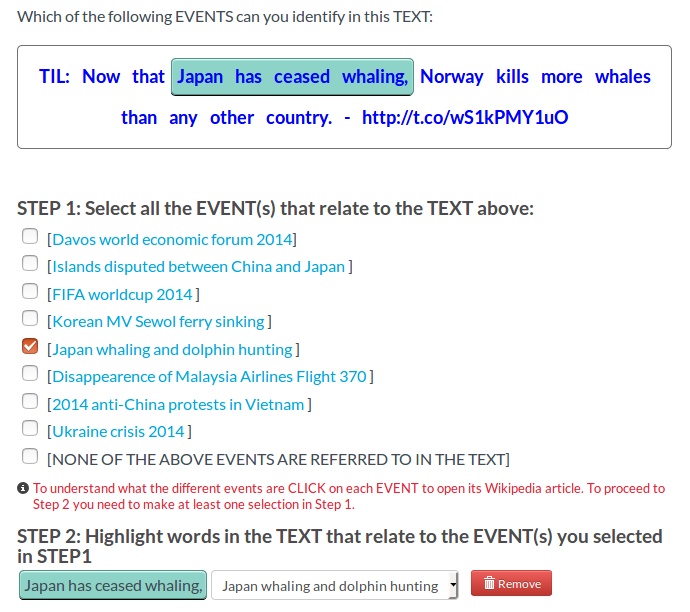 Which of the following EVENTS can you identify in this TEXT:
TIL: Now that Japan has ceased whaling, Norway kills more whales
than any other country. - http://t.co/wS1kPMY1uO
STEP 1: Select all the EVENT(s) that relate to the TEXT above:
[Davos world economic forum 2014]
[Islands disputed between China and Japan ]
[FIFA worldcup 2014 ]
[Korean MV Sewol ferry sinking ]
[Japan whaling and dolphin hunting ]
[Disappearence of Malaysia Airlines Flight 370 ]
[2014 anti-China protests in Vietnam ]
[Ukraine crisis 2014 ]
[NONE OF THE ABOVE EVENTS ARE REFERRED TO IN THE TEXT]
To understand what the different events are CLICK on each EVENT to open its Wikipedia article. To proceed to
Step 2 you need to make at least one selection in Step 1.
STEP 2: Highlight words in the TEXT that relate to the EVENT(s) you selected
in STEP1
Japan has ceased whaling, Japan whaling and dolphin hunting Remove